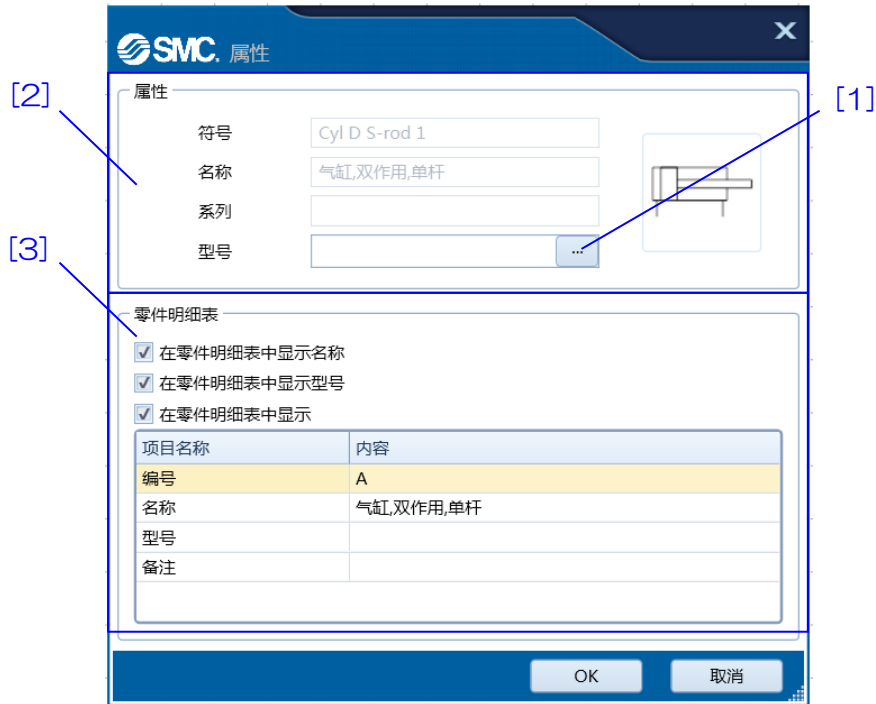 SMC. 属性
X
[2]
[1]
属性
符号 Cyl D S-rod 1
名称 气缸,双作用,单杆
系列
[3]
型号 ...
零件明细表
在零件明细表中显示名称
在零件明细表中显示型号
在零件明细表中显示
项目名称 内容
编号 A
名称 气缸,双作用,单杆
型号
备注
OK 取消